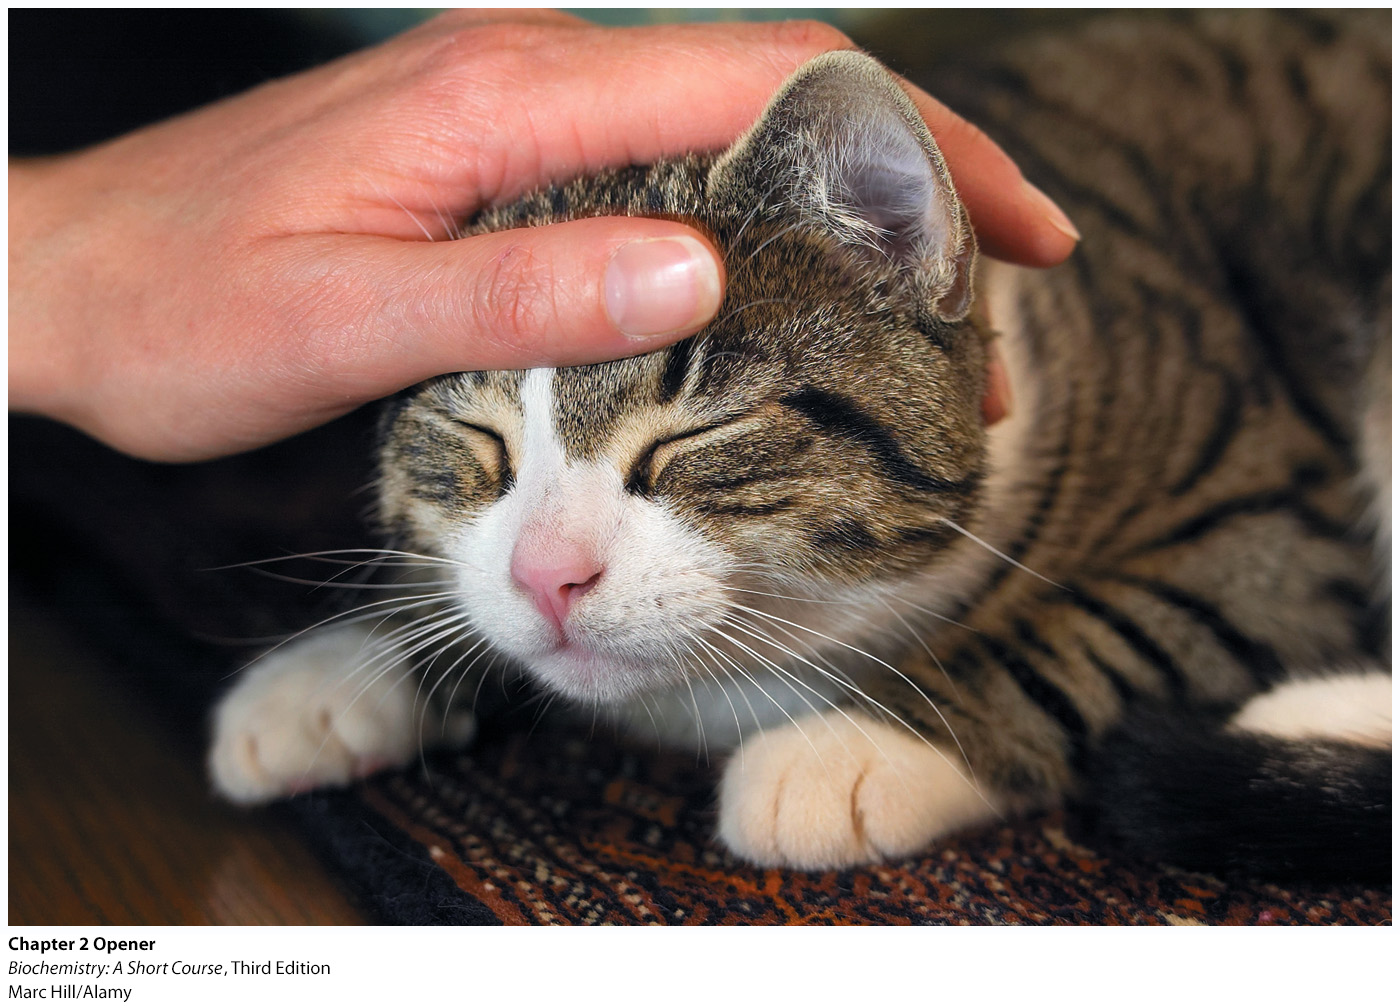 Chapter 2 Opener
Biochemistry: A Short Course, Third Edition
Marc Hill/Alamy